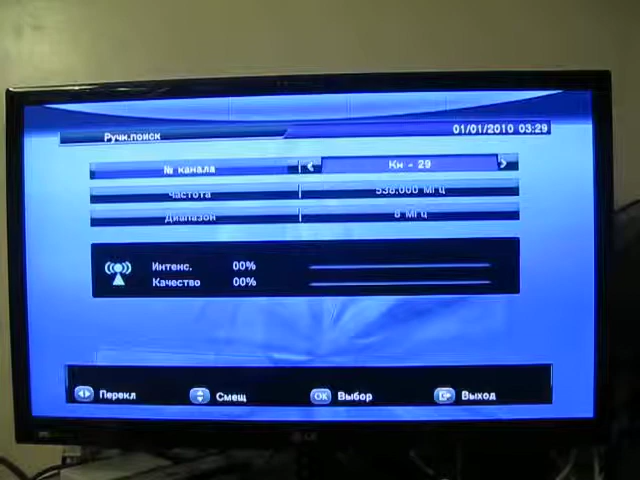 Ручн.поиск 01/01/2010 03:29
№ канала Кн - 29
Частота 538.000 МГц
Диапазон 8 МГц
Интенс. 00%
Качество 00%
Перекл Смещ OK Выбор Выход